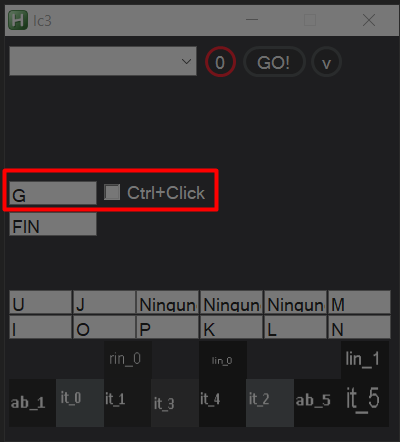 lc3
0 GO! v
G Ctrl+Click
FIN
U J Ningun Ningun Ningun M
I O P K L N
rin_0 lin_0 lin_1
ab_1 it_0 it_1 it_3 it_4 it_2 ab_5 it_5